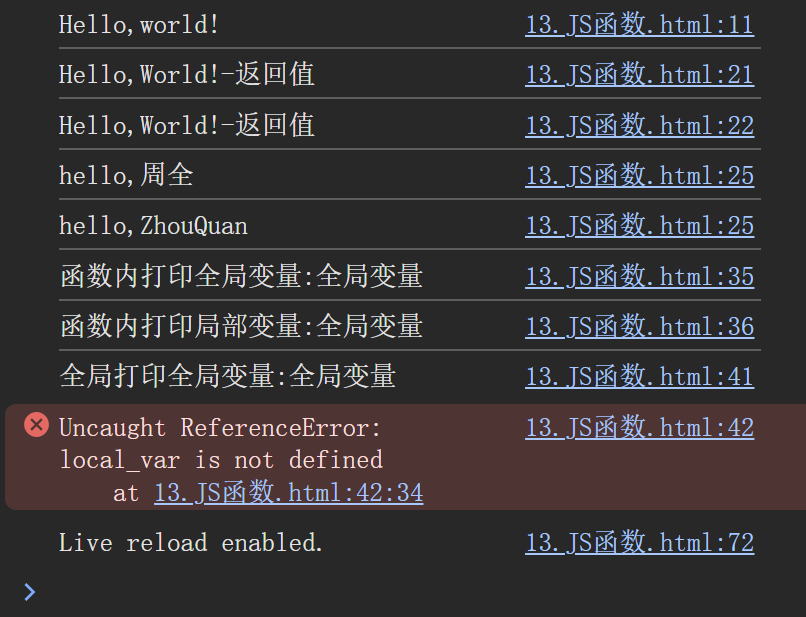 Hello,world! 13.JS函数.html:11
Hello,World!-返回值 13.JS函数.html:21
Hello,World!-返回值 13.JS函数.html:22
hello,周全 13.JS函数.html:25
hello,ZhouQuan 13.JS函数.html:25
函数内打印全局变量:全局变量 13.JS函数.html:35
函数内打印局部变量:全局变量 13.JS函数.html:36
全局打印全局变量:全局变量 13.JS函数.html:41
Uncaught ReferenceError: 13.JS函数.html:42
local_var is not defined
at 13.JS函数.html:42:34
Live reload enabled. 13.JS函数.html:72